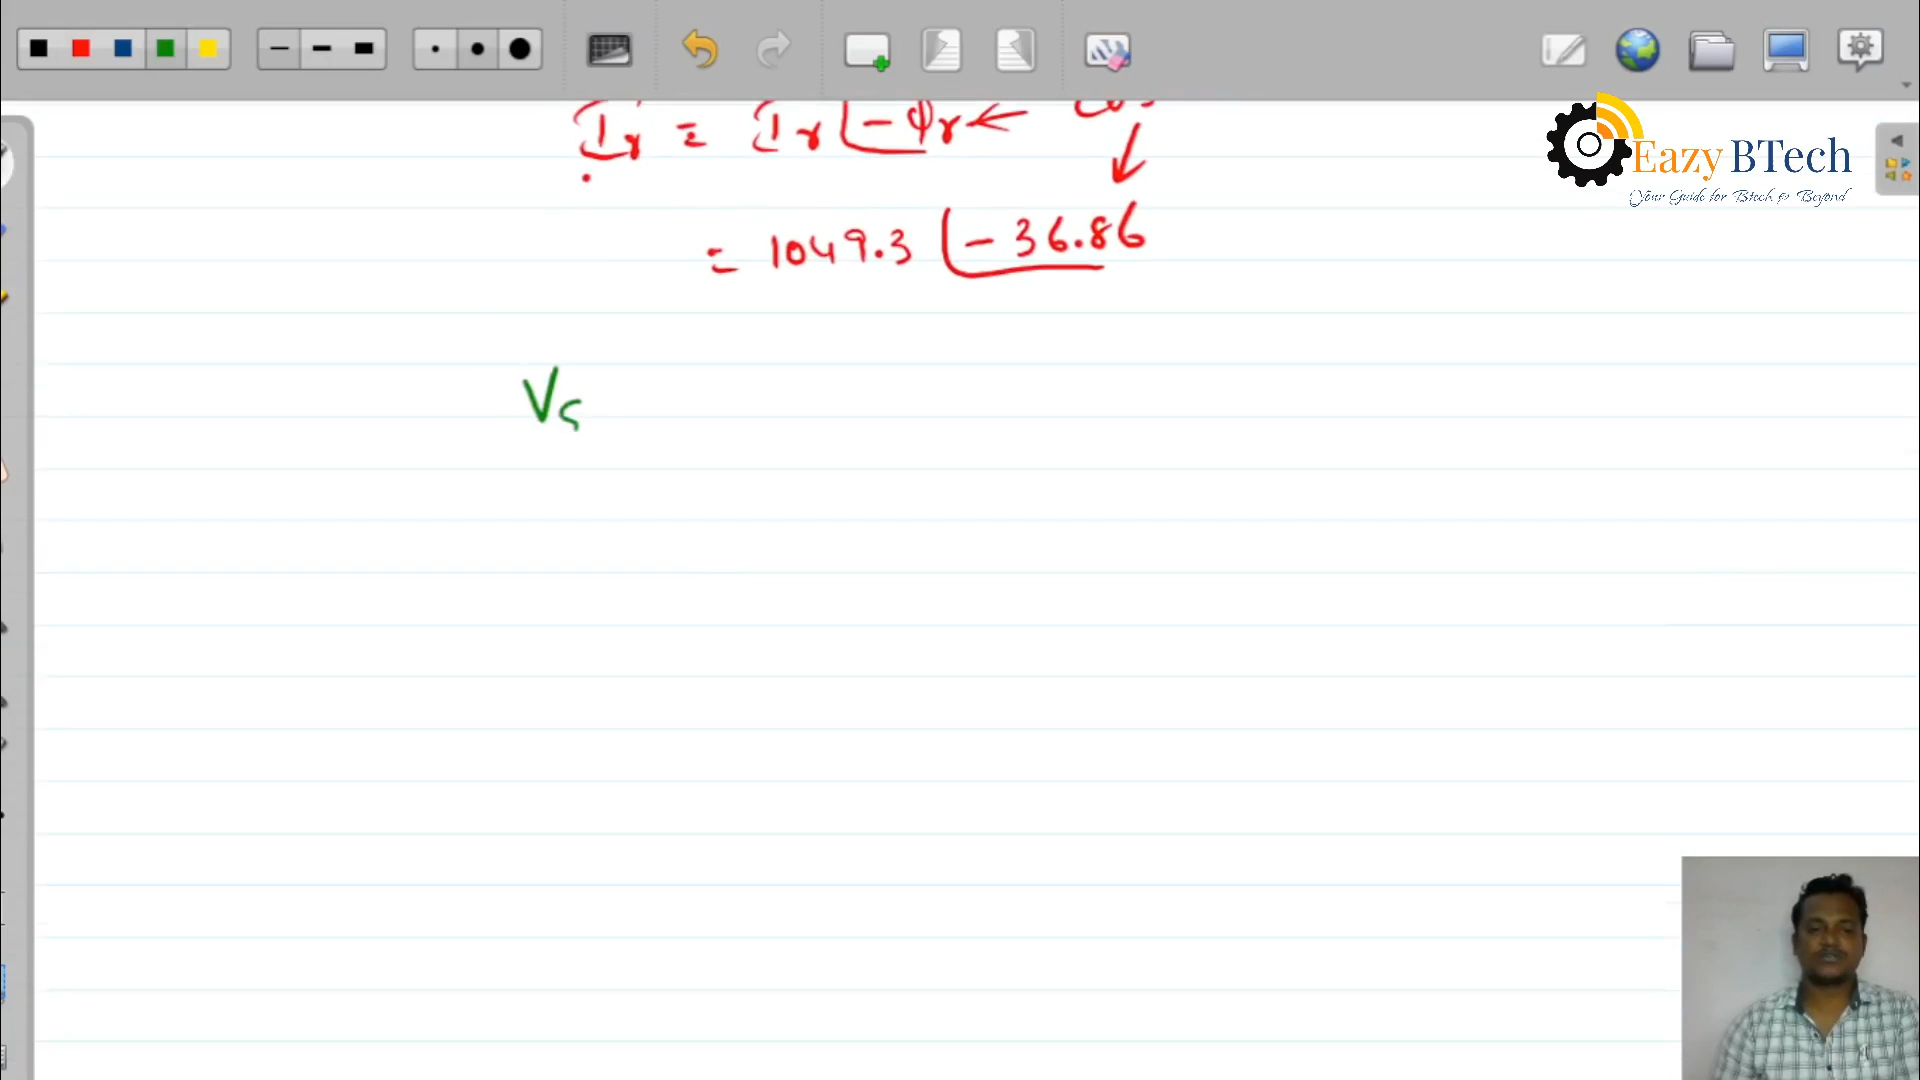 Ir = Ir ∠-φr ←
= 1049.3 ∠-36.86
Vs
Eazy BTech
Your Guide for Btech & Beyond